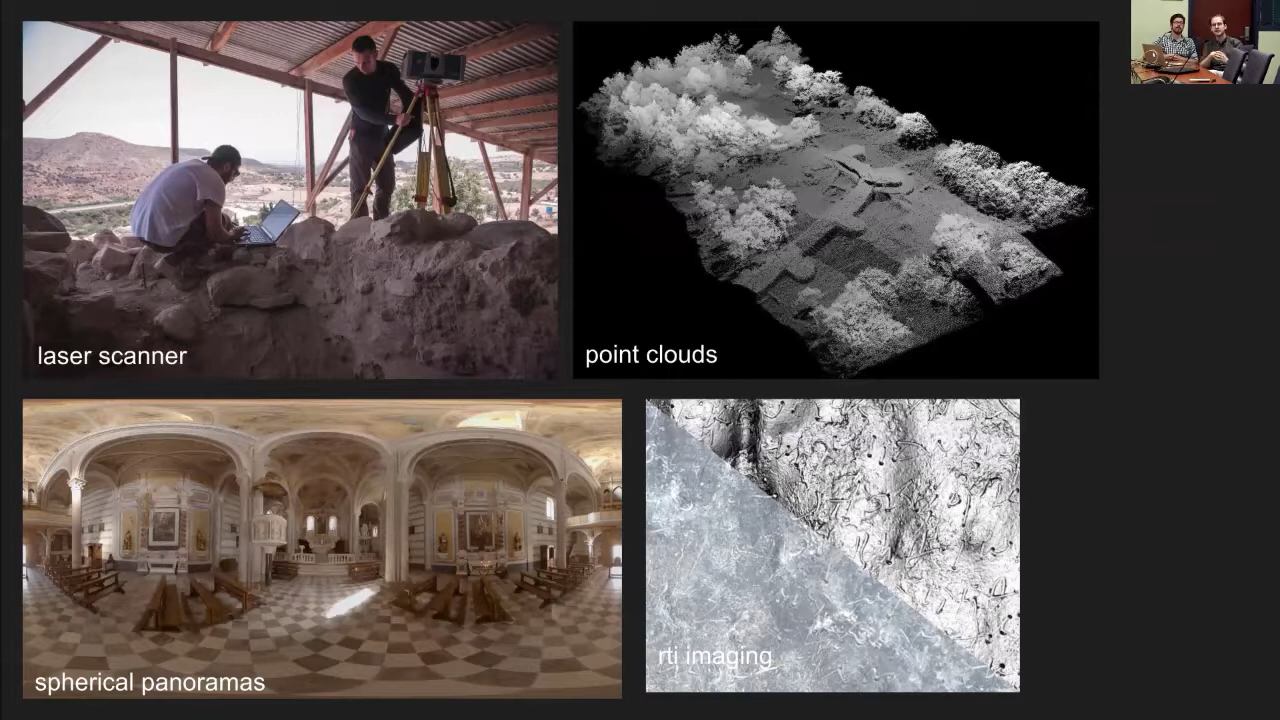 laser scanner
point clouds
spherical panoramas
rti imaging